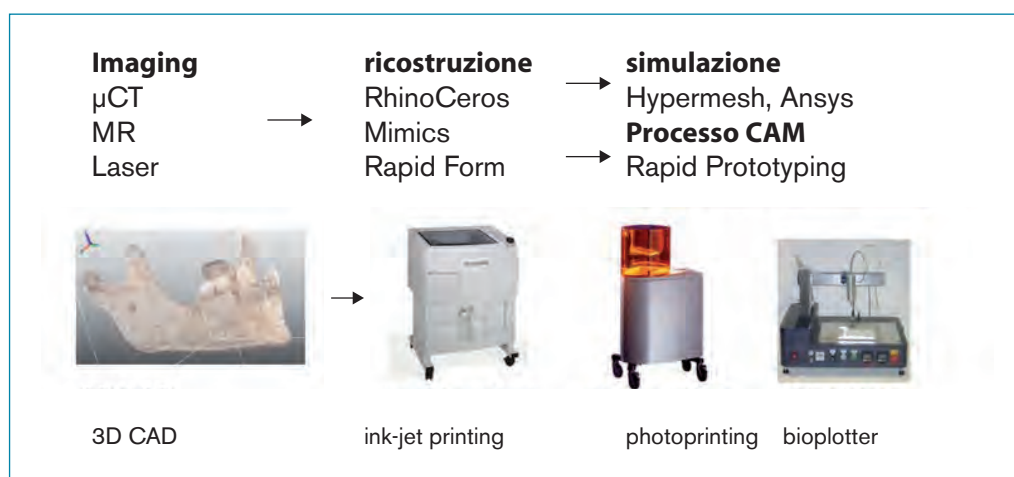 Imaging
µCT
MR
Laser
ricostruzione
RhinoCeros
Mimics
Rapid Form
simulazione
Hypermesh, Ansys
Processo CAM
Rapid Prototyping
3D CAD
ink-jet printing
photoprinting
bioplotter